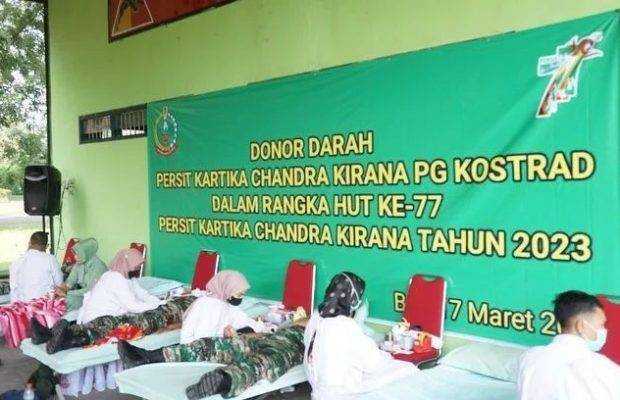 DONOR DARAH
PERSIT KARTIKA CHANDRA KIRANA PG KOSTRAD
DALAM RANGKA HUT KE-77
PERSIT KARTIKA CHANDRA KIRANA TAHUN 2023
7 Maret